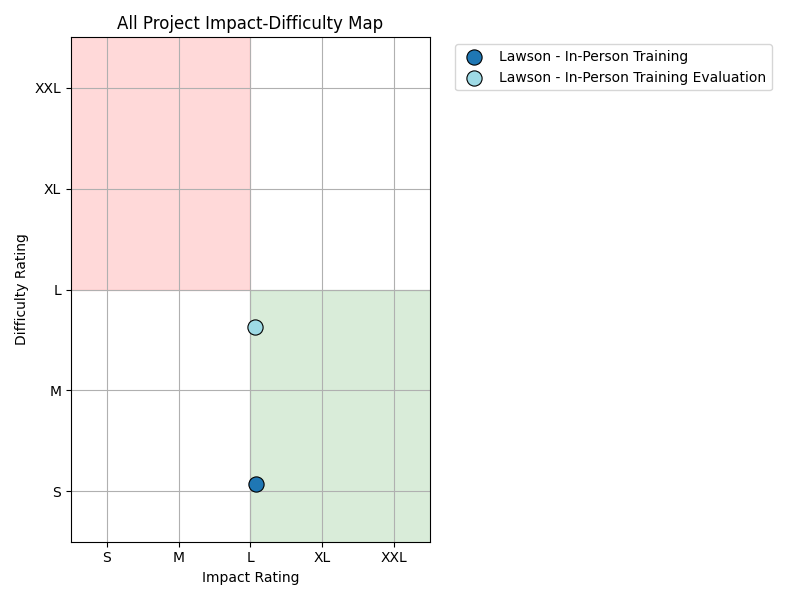 All Project Impact-Difficulty Map
Lawson - In-Person Training
Lawson - In-Person Training Evaluation
Difficulty Rating
XXL
XL
L
M
S
S M L XL XXL
Impact Rating